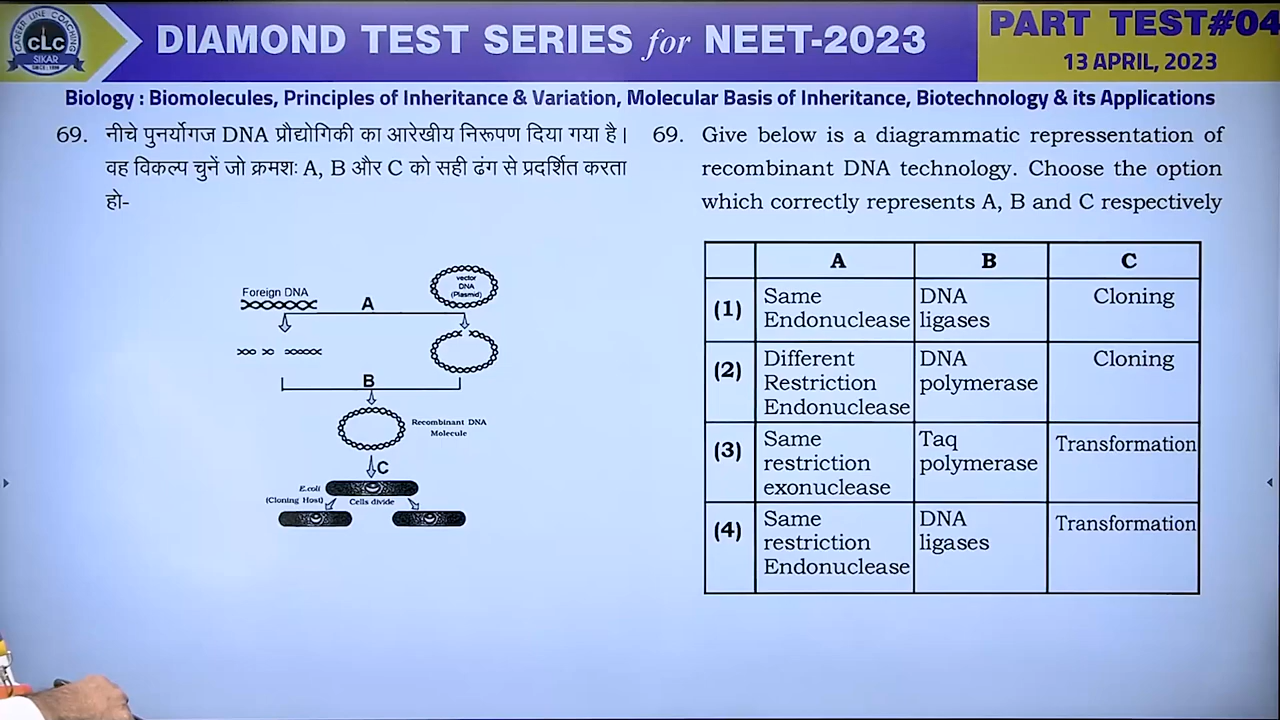 CAREER LINE COACHING
CLC
SIKAR
DIAMOND TEST SERIES for NEET-2023
PART TEST#04
13 APRIL, 2023
Biology : Biomolecules, Principles of Inheritance & Variation, Molecular Basis of Inheritance, Biotechnology & its Applications
69. नीचे पुनर्योगज DNA प्रौद्योगिकी का आरेखीय निरूपण दिया गया है।
वह विकल्प चुनें जो क्रमशः A, B और C को सही ढंग से प्रदर्शित करता
हो-
Foreign DNA
A
vector
DNA
(Plasmid)
B
Recombinant DNA
Molecule
C
E.coli
(Cloning Host)
Cells divide
69. Give below is a diagrammatic repressentation of
recombinant DNA technology. Choose the option
which correctly represents A, B and C respectively
A B C
(1) Same Endonuclease DNA ligases Cloning
(2) Different Restriction Endonuclease DNA polymerase Cloning
(3) Same restriction exonuclease Taq polymerase Transformation
(4) Same restriction Endonuclease DNA ligases Transformation